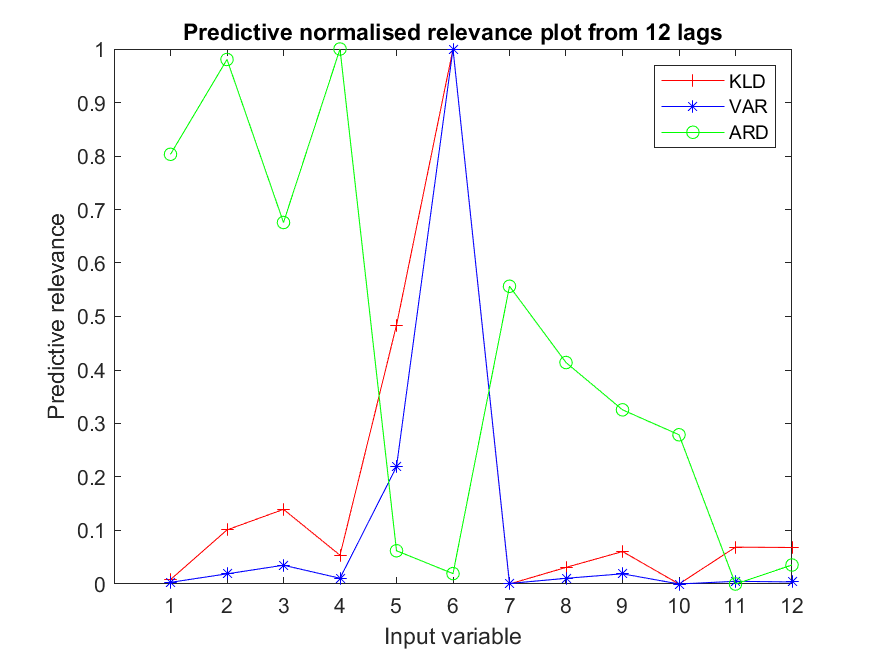 Predictive normalised relevance plot from 12 lags
1
0.9
0.8
0.7
0.6
0.5
0.4
0.3
0.2
0.1
0
Predictive relevance
KLD
VAR
ARD
1 2 3 4 5 6 7 8 9 10 11 12
Input variable